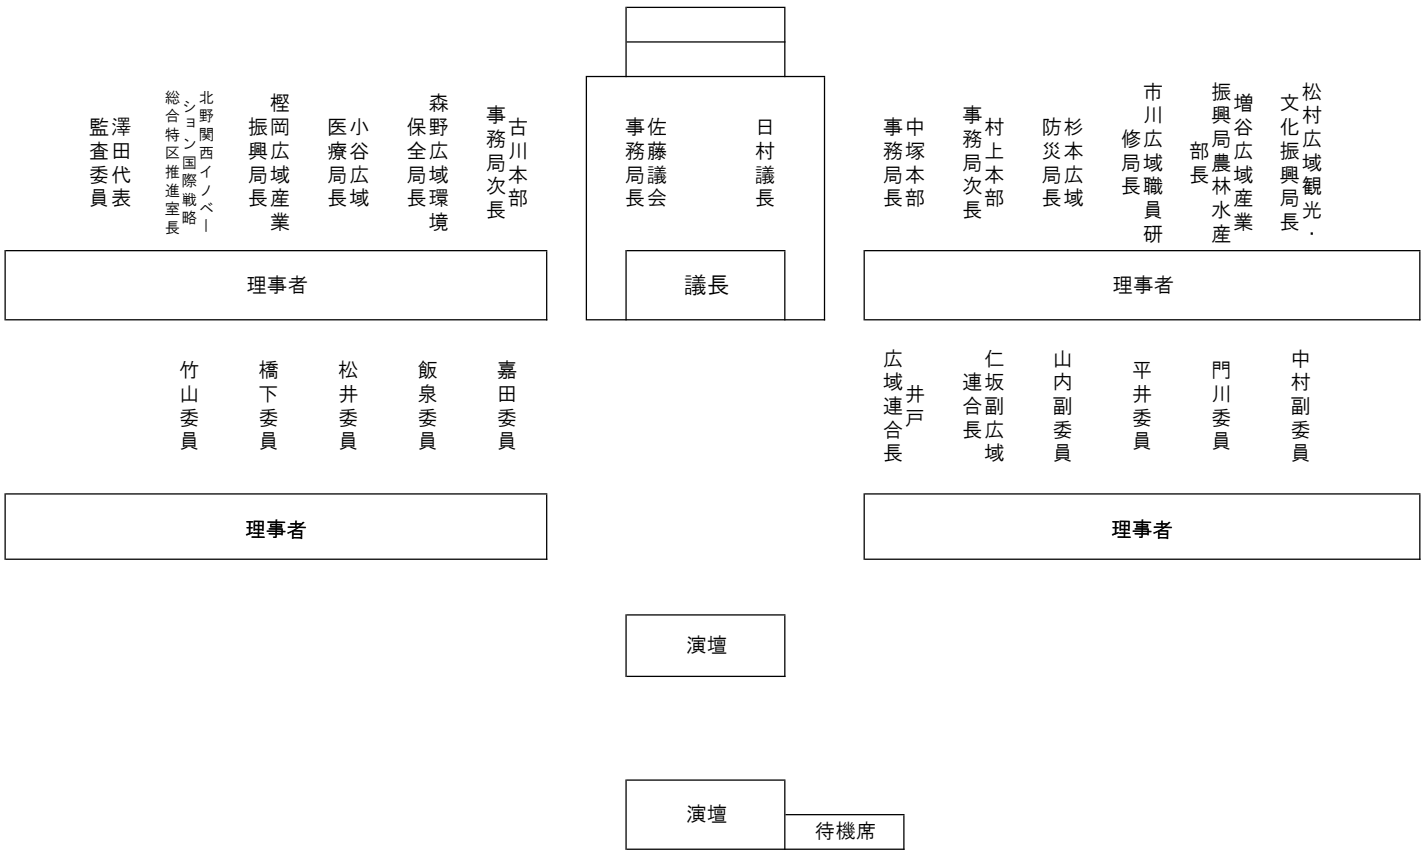 澤田代表
監査委員
北野関西イノベー
ション国際戦略
総合特区推進室長
樫岡広域産業
振興局長
小谷広域
医療局長
森野広域環境
保全局長
古川本部
事務局次長
佐藤議会
事務局長
日村議長
中塚本部
事務局長
村上本部
事務局次長
杉本広域
防災局長
市川広域職員研
修局長
増谷広域産業
振興局農林水産
部長
松村広域観光・
文化振興局長
理事者
議長
理事者
竹山委員
橋下委員
松井委員
飯泉委員
嘉田委員
井戸
広域連合長
仁坂副広域
連合長
山内副委員
平井委員
門川委員
中村副委員
理事者
理事者
演壇
演壇
待機席